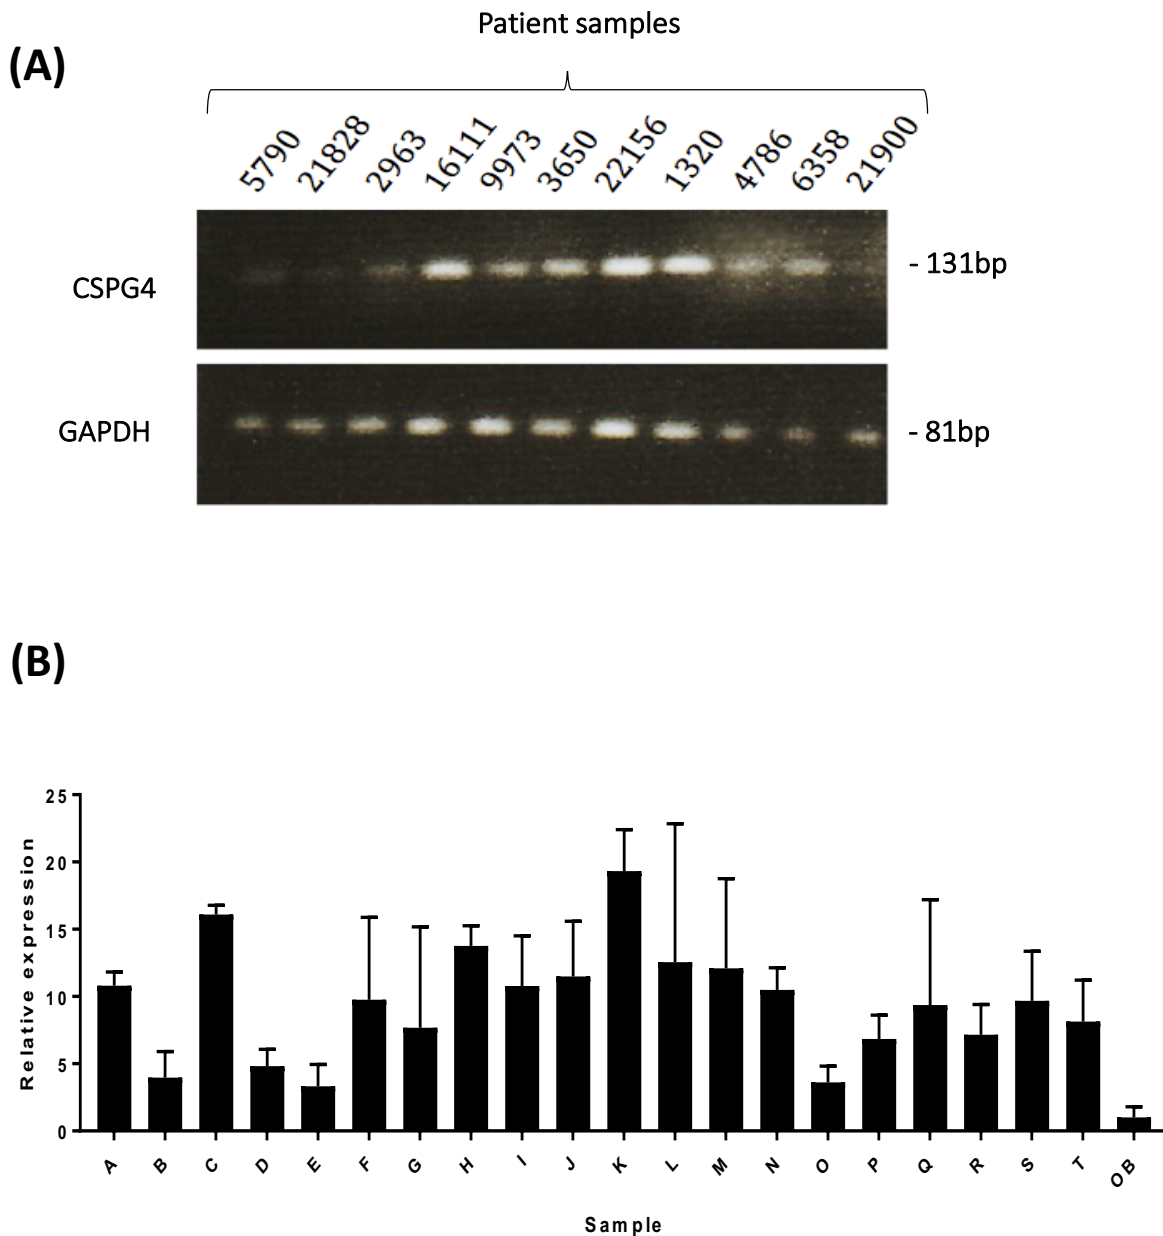 Patient samples
(A)
5790 21828 2963 16111 9973 3650 22156 1320 4786 6358 21900
CSPG4
- 131bp
GAPDH
- 81bp
(B)
25
20
15
10
5
0
Relative expression
A B C D E F G H I J K L M N O P Q R S T OB
Sample